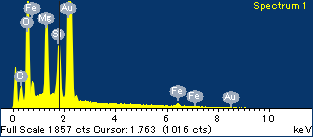 Spectrum 1
Fe Au
O Mg
Si
O
Fe Fe Au
0 2 4 6 8 10
Full Scale 1857 cts Cursor: 1.763 (1016 cts) keV